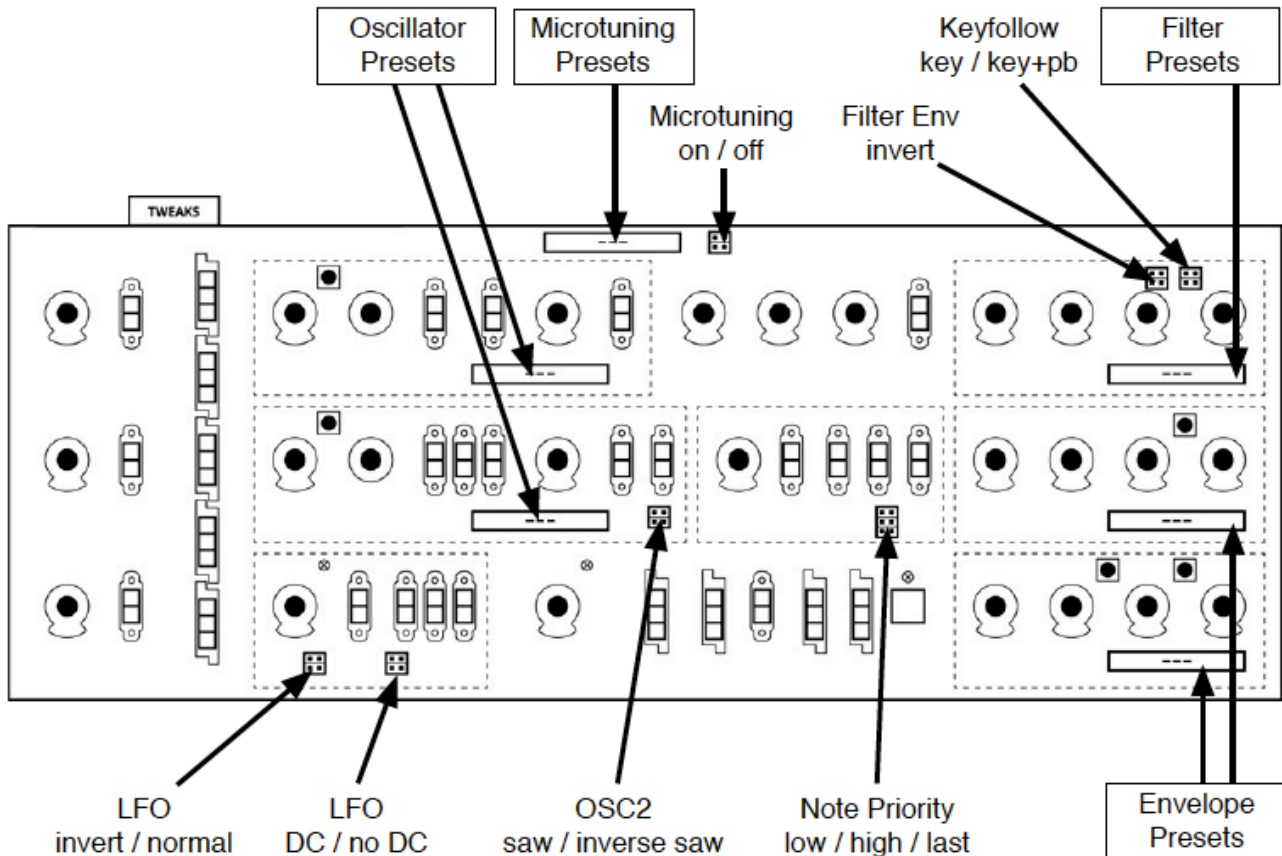 Oscillator
Presets
Microtuning
Presets
Microtuning
on / off
Keyfollow
key / key+pb
Filter Env
invert
Filter
Presets
TWEAKS
---
---
---
---
---
---
LFO
invert / normal
LFO
DC / no DC
OSC2
saw / inverse saw
Note Priority
low / high / last
Envelope
Presets